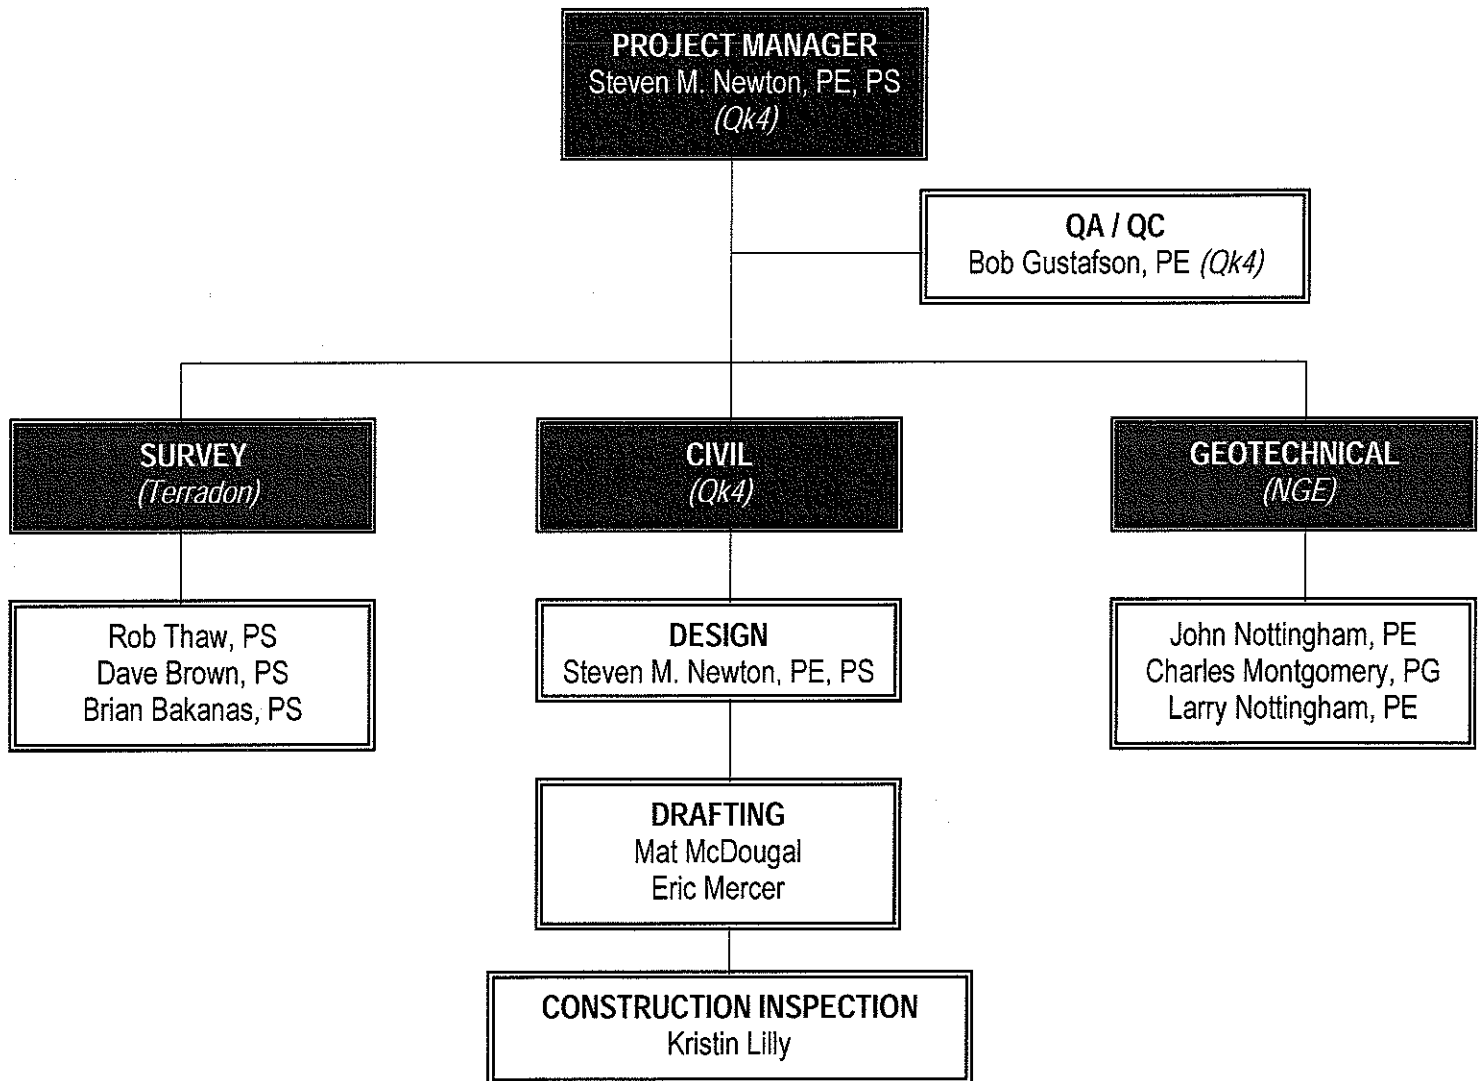 PROJECT MANAGER
Steven M. Newton, PE, PS
(Qk4)
QA / QC
Bob Gustafson, PE (Qk4)
SURVEY
(Terradon)
CIVIL
(Qk4)
GEOTECHNICAL
(NGE)
Rob Thaw, PS
Dave Brown, PS
Brian Bakanas, PS
DESIGN
Steven M. Newton, PE, PS
John Nottingham, PE
Charles Montgomery, PG
Larry Nottingham, PE
DRAFTING
Mat McDougal
Eric Mercer
CONSTRUCTION INSPECTION
Kristin Lilly